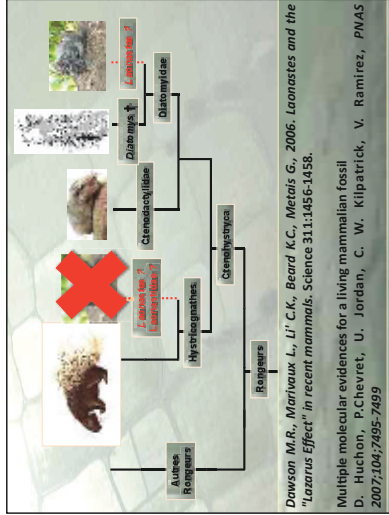 Laonastes ?
Diatomys †
Diatomyidae
Ctenodactylidae
Laonastes ?
Hystricognathes
Ctenohystryca
Autres
Rongeurs
Rongeurs
Dawson M.R., Marivaux L., Li' C.K., Beard K.C., Metais G., 2006. Laonastes and the
"Lazarus Effect" in recent mammals. Science 311:1456-1458.
Multiple molecular evidences for a living mammalian fossil
D. Huchon, P.Chevret, U. Jordan, C. W. Kilpatrick, V. Ramirez, PNAS
2007;104;7495-7499